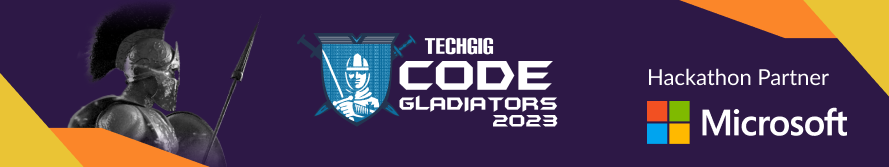 TECHGIG
CODE
GLADIATORS
2023
Hackathon Partner
Microsoft